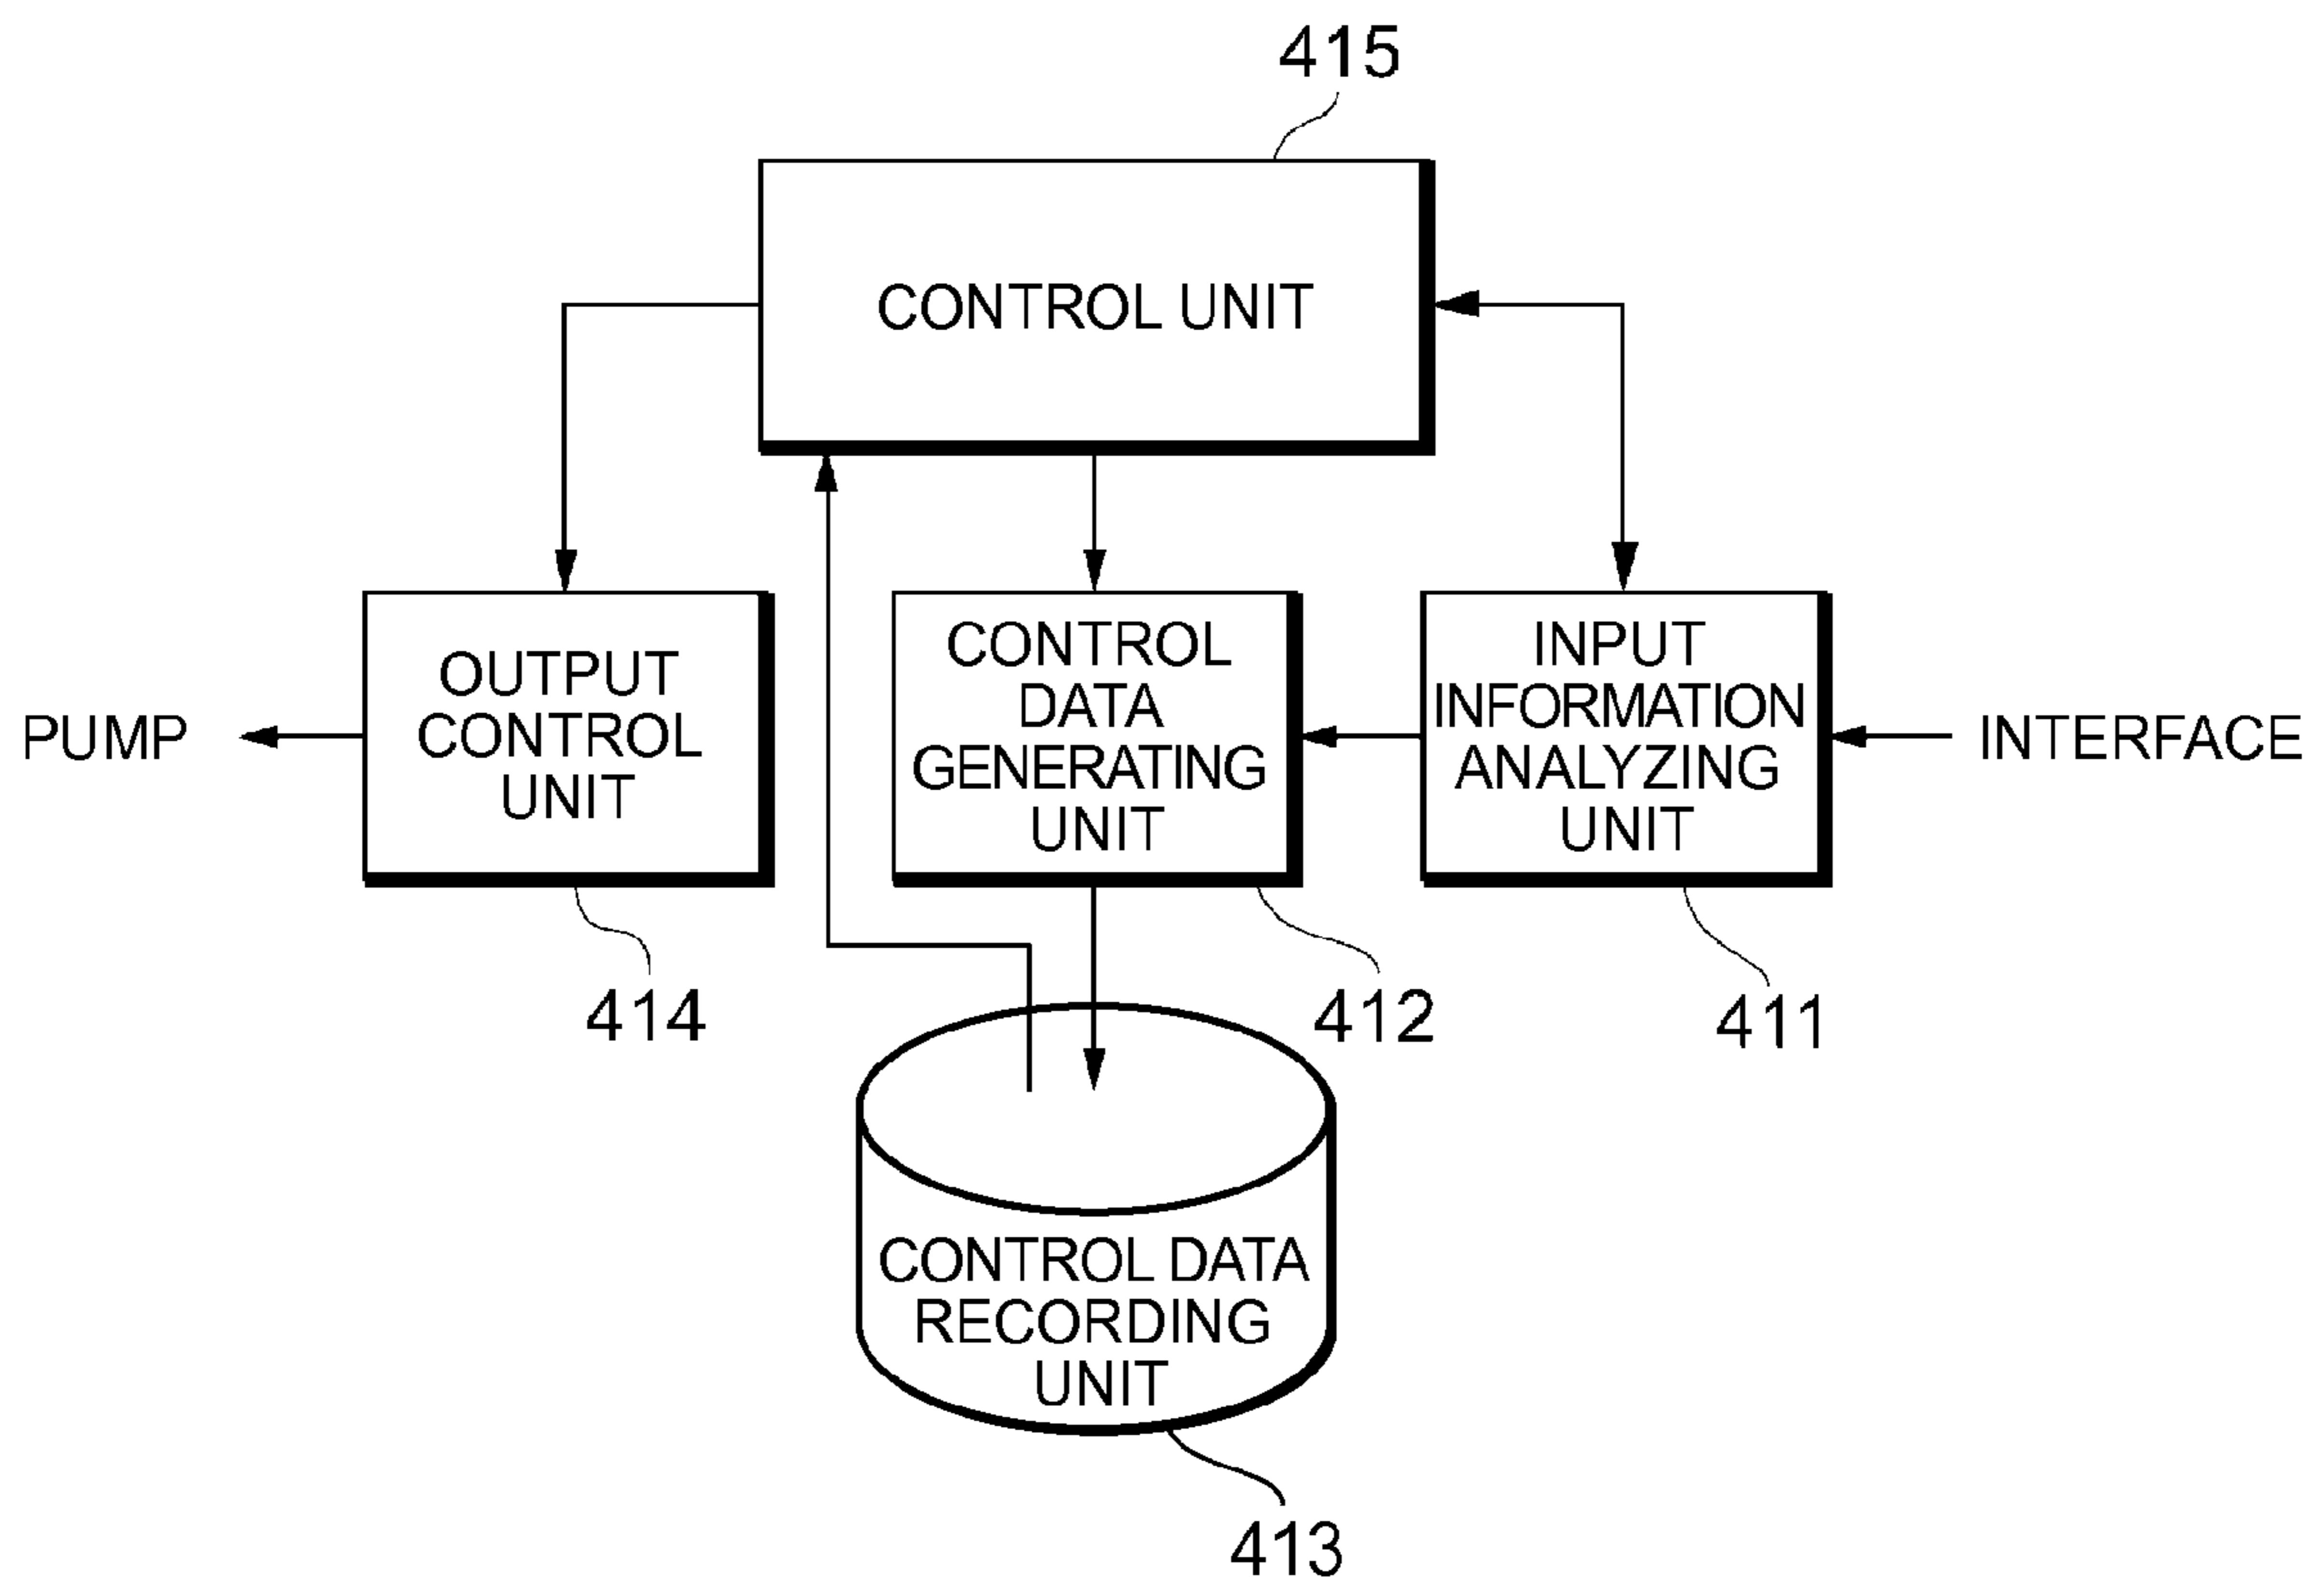 415
CONTROL UNIT
OUTPUT
CONTROL
UNIT
CONTROL
DATA
GENERATING
UNIT
INPUT
INFORMATION
ANALYZING
UNIT
PUMP
INTERFACE
414
412
411
CONTROL DATA
RECORDING
UNIT
413